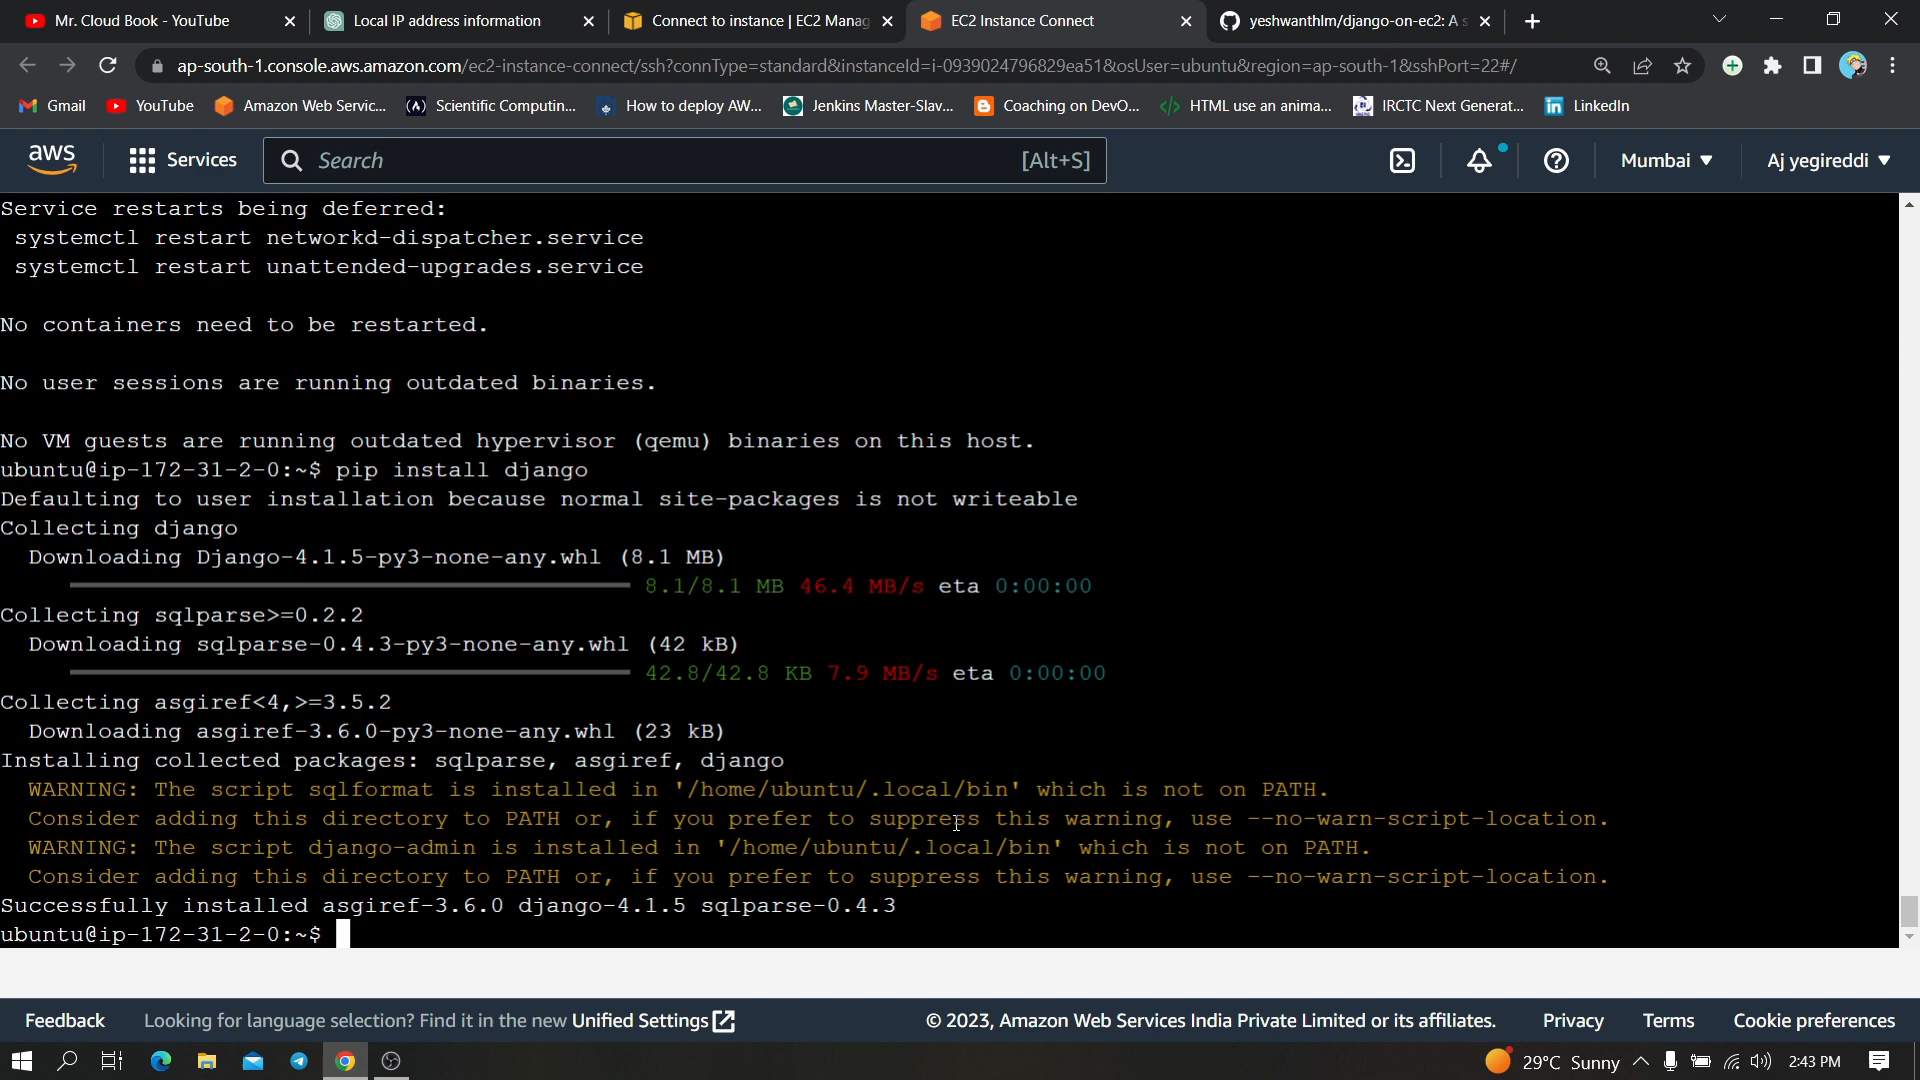 Mr. Cloud Book - YouTube
Local IP address information
Connect to instance | EC2 Manag
EC2 Instance Connect
yeshwanthlm/django-on-ec2: A s
ap-south-1.console.aws.amazon.com/ec2-instance-connect/ssh?connType=standard&instanceId=i-0939024796829ea51&osUser=ubuntu&region=ap-south-1&sshPort=22#/
Gmail
YouTube
Amazon Web Servic...
Scientific Computin...
How to deploy AW...
Jenkins Master-Slav...
Coaching on DevO...
HTML use an anima...
IRCTC Next Generat...
LinkedIn
aws
Services
Search
[Alt+S]
Mumbai
Aj yegireddi
Service restarts being deferred:
systemctl restart networkd-dispatcher.service
systemctl restart unattended-upgrades.service
No containers need to be restarted.
No user sessions are running outdated binaries.
No VM guests are running outdated hypervisor (qemu) binaries on this host.
ubuntu@ip-172-31-2-0:~$ pip install django
Defaulting to user installation because normal site-packages is not writeable
Collecting django
Downloading Django-4.1.5-py3-none-any.whl (8.1 MB)
8.1/8.1 MB 46.4 MB/s eta 0:00:00
Collecting sqlparse>=0.2.2
Downloading sqlparse-0.4.3-py3-none-any.whl (42 kB)
42.8/42.8 KB 7.9 MB/s eta 0:00:00
Collecting asgiref<4,>=3.5.2
Downloading asgiref-3.6.0-py3-none-any.whl (23 kB)
Installing collected packages: sqlparse, asgiref, django
WARNING: The script sqlformat is installed in '/home/ubuntu/.local/bin' which is not on PATH.
Consider adding this directory to PATH or, if you prefer to suppress this warning, use --no-warn-script-location.
WARNING: The script django-admin is installed in '/home/ubuntu/.local/bin' which is not on PATH.
Consider adding this directory to PATH or, if you prefer to suppress this warning, use --no-warn-script-location.
Successfully installed asgiref-3.6.0 django-4.1.5 sqlparse-0.4.3
ubuntu@ip-172-31-2-0:~$
Feedback
Looking for language selection? Find it in the new Unified Settings
© 2023, Amazon Web Services India Private Limited or its affiliates.
Privacy
Terms
Cookie preferences
29°C Sunny
2:43 PM